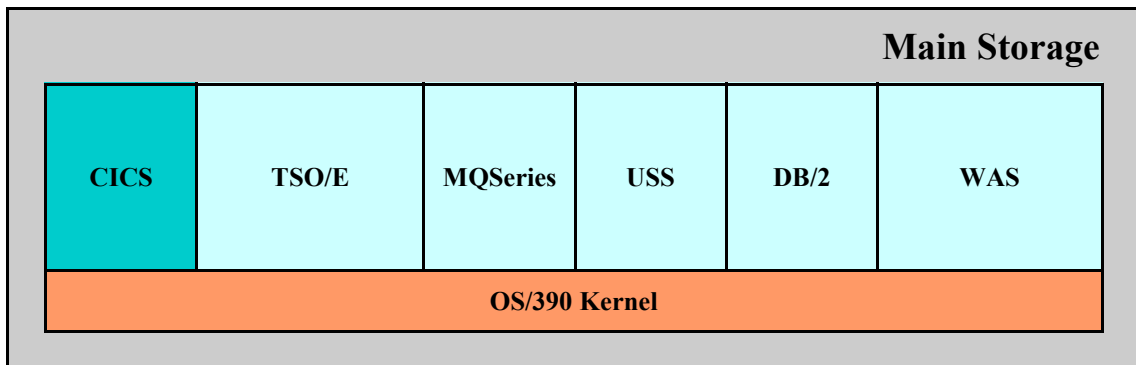 Main Storage
CICS
TSO/E
MQSeries
USS
DB/2
WAS
OS/390 Kernel